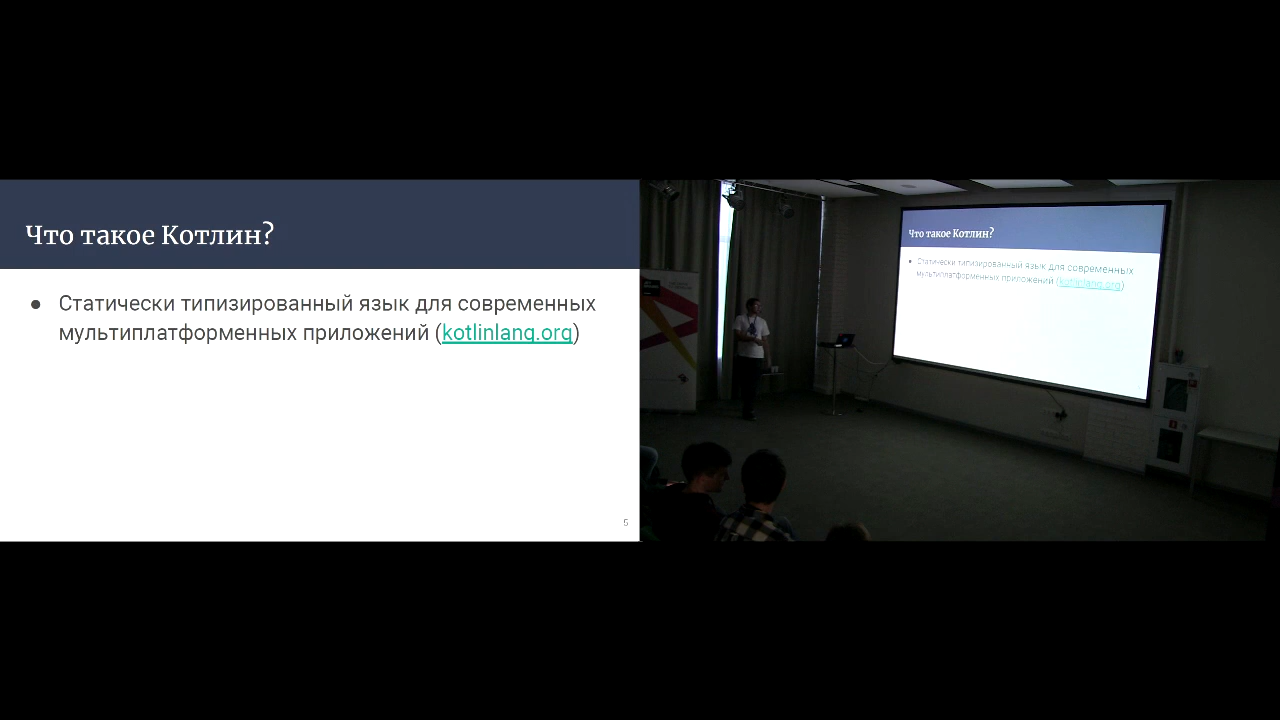 Что такое Котлин?
● Статически типизированный язык для современных
мультиплатформенных приложений (kotlinlang.org)
5
Что такое Котлин?
● Статически типизированный язык для современных
мультиплатформенных приложений (kotlinlang.org)